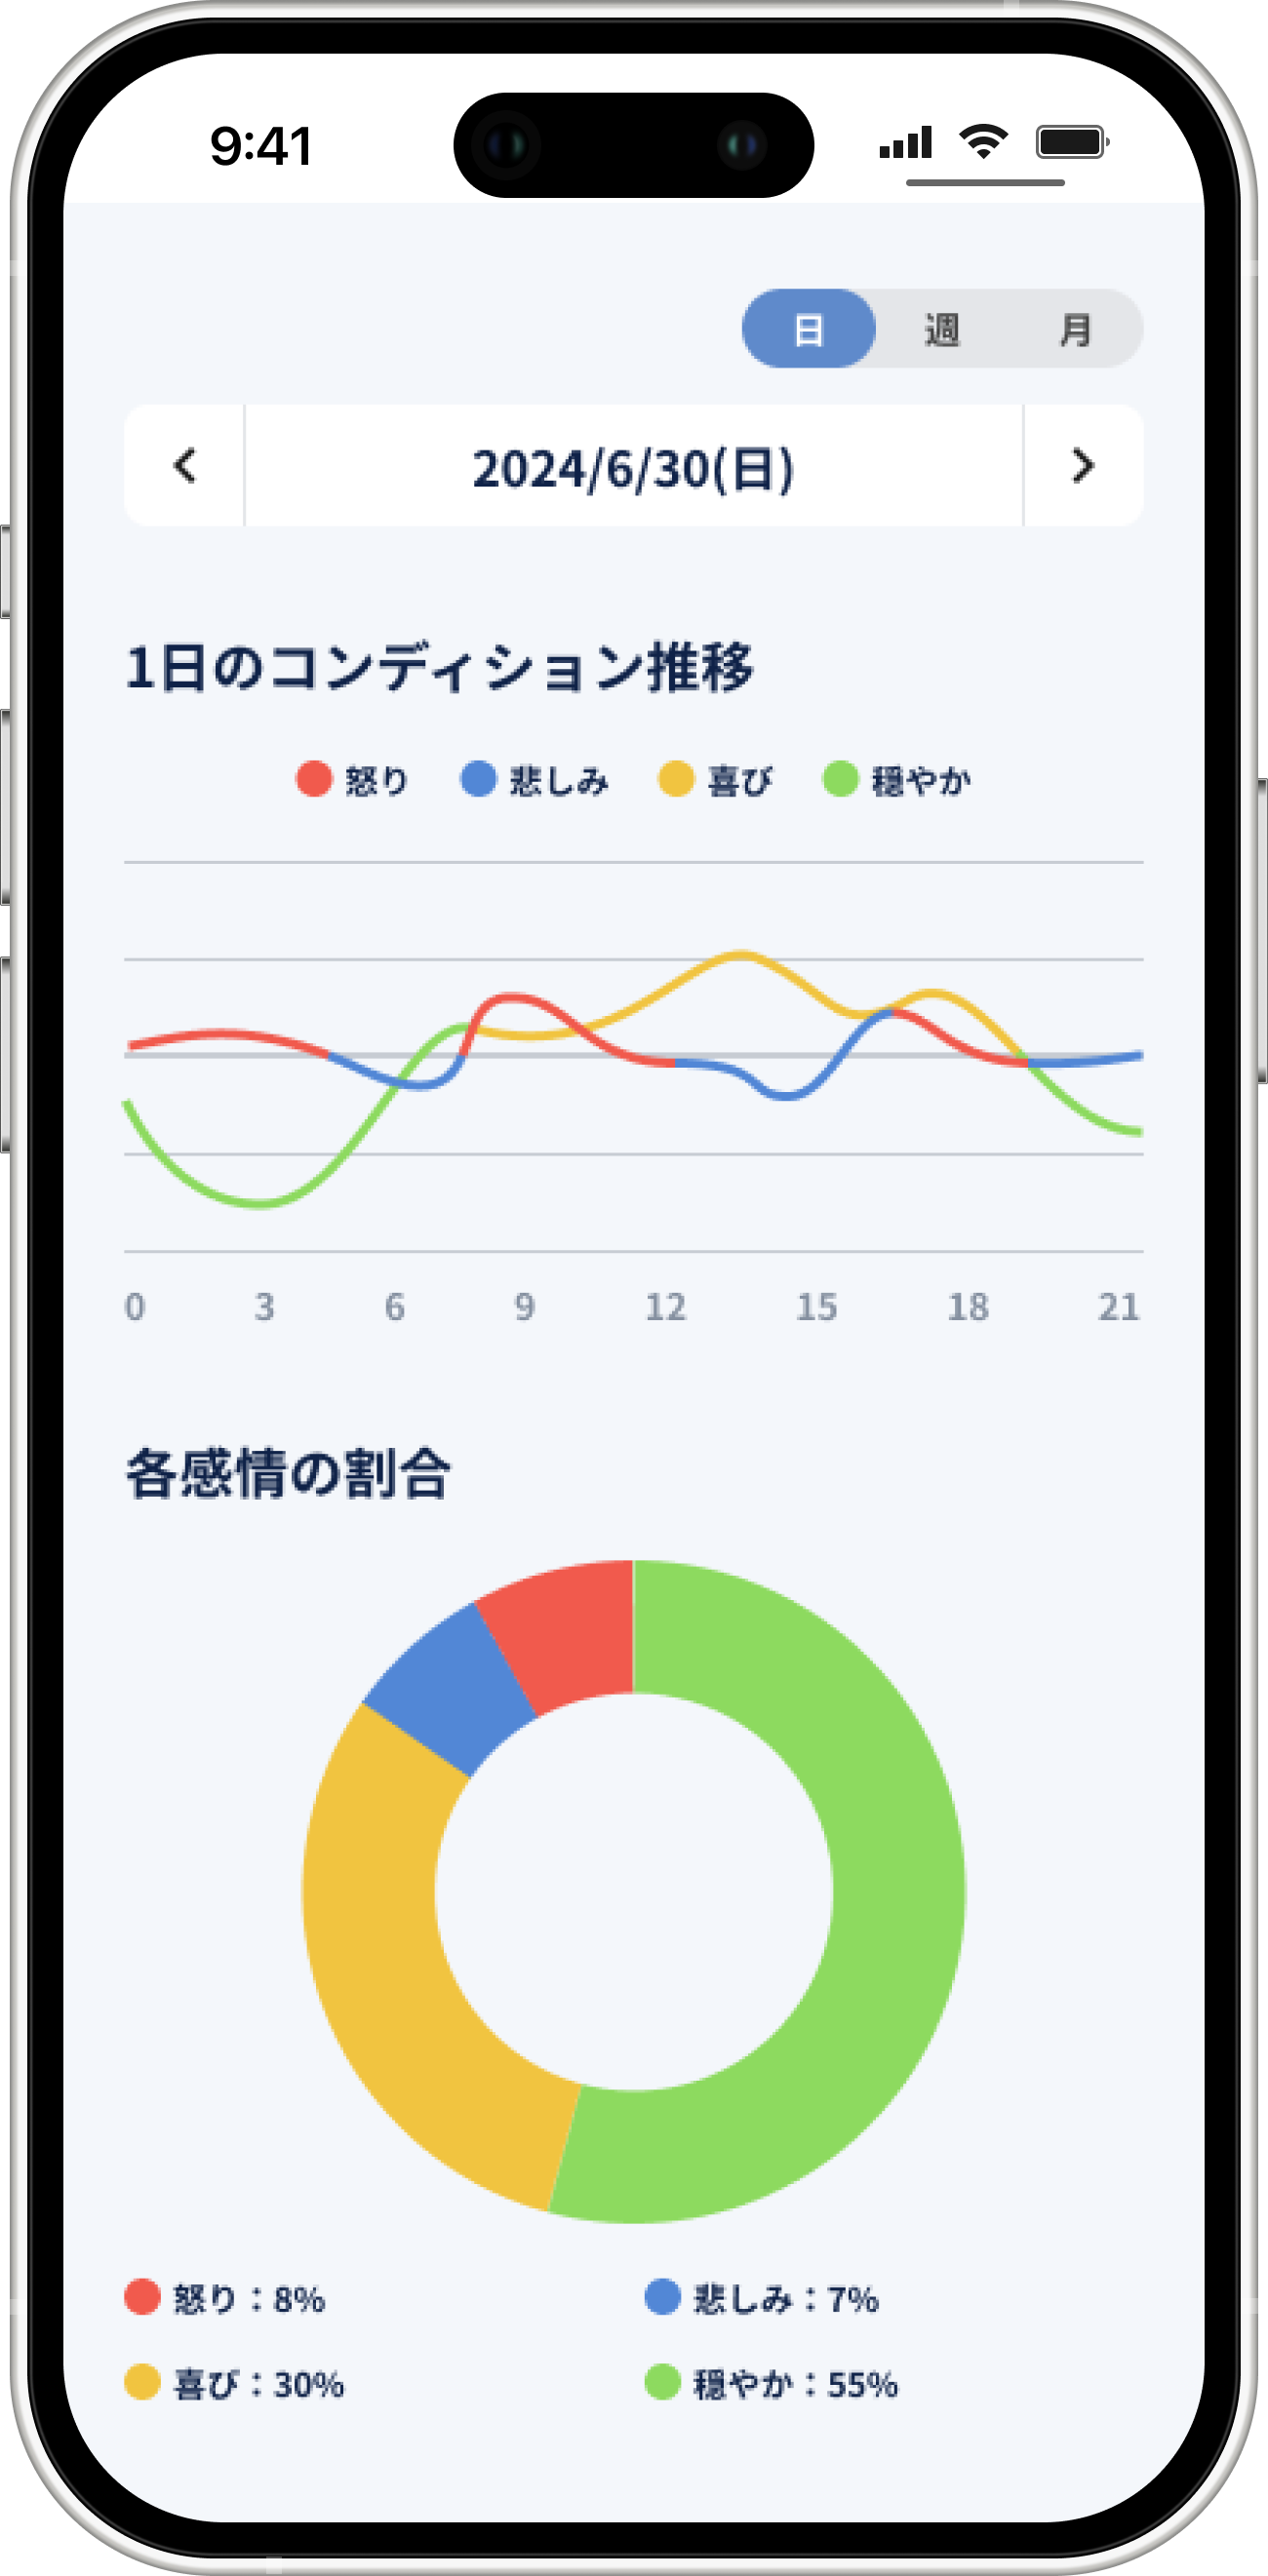 9:41
日 週 月
2024/6/30(日)
1日のコンディション推移
怒り 悲しみ 喜び 穏やか
0 3 6 9 12 15 18 21
各感情の割合
怒り：8% 悲しみ：7%
喜び：30% 穏やか：55%